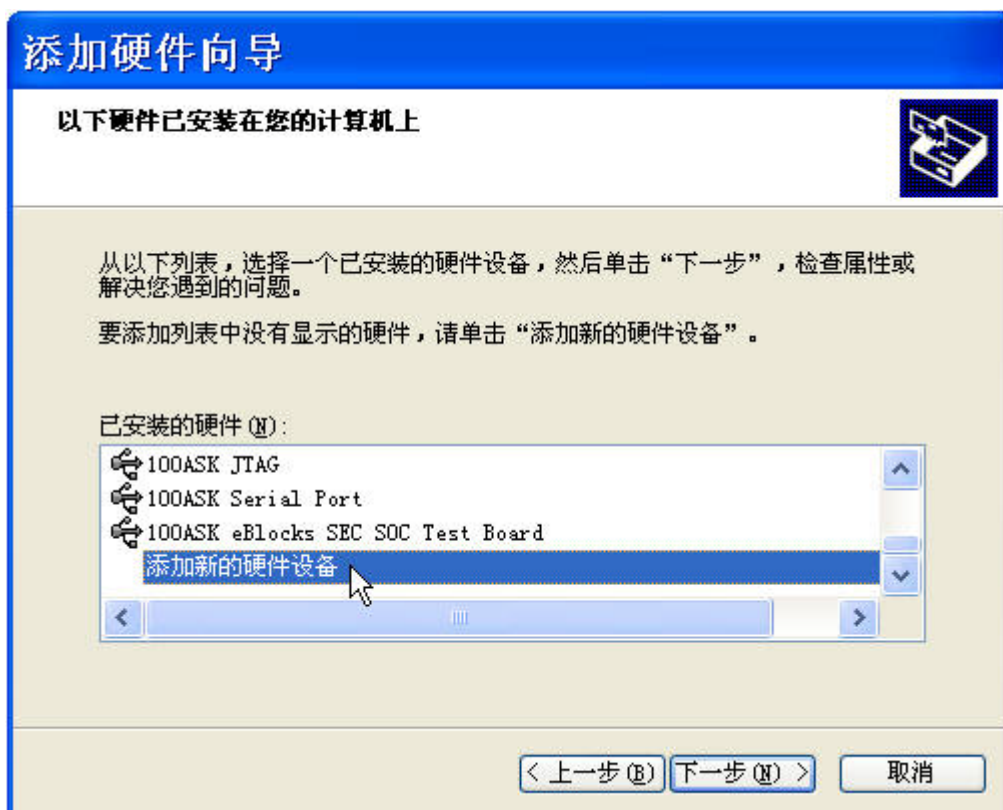 添加硬件向导
以下硬件已安装在您的计算机上
从以下列表，选择一个已安装的硬件设备，然后单击“下一步”，检查属性或
解决您遇到的问题。
要添加列表中没有显示的硬件，请单击“添加新的硬件设备”。
已安装的硬件(N):
100ASK JTAG
100ASK Serial Port
100ASK eBlocks SEC SOC Test Board
添加新的硬件设备
< 上一步(B) 下一步(N) > 取消